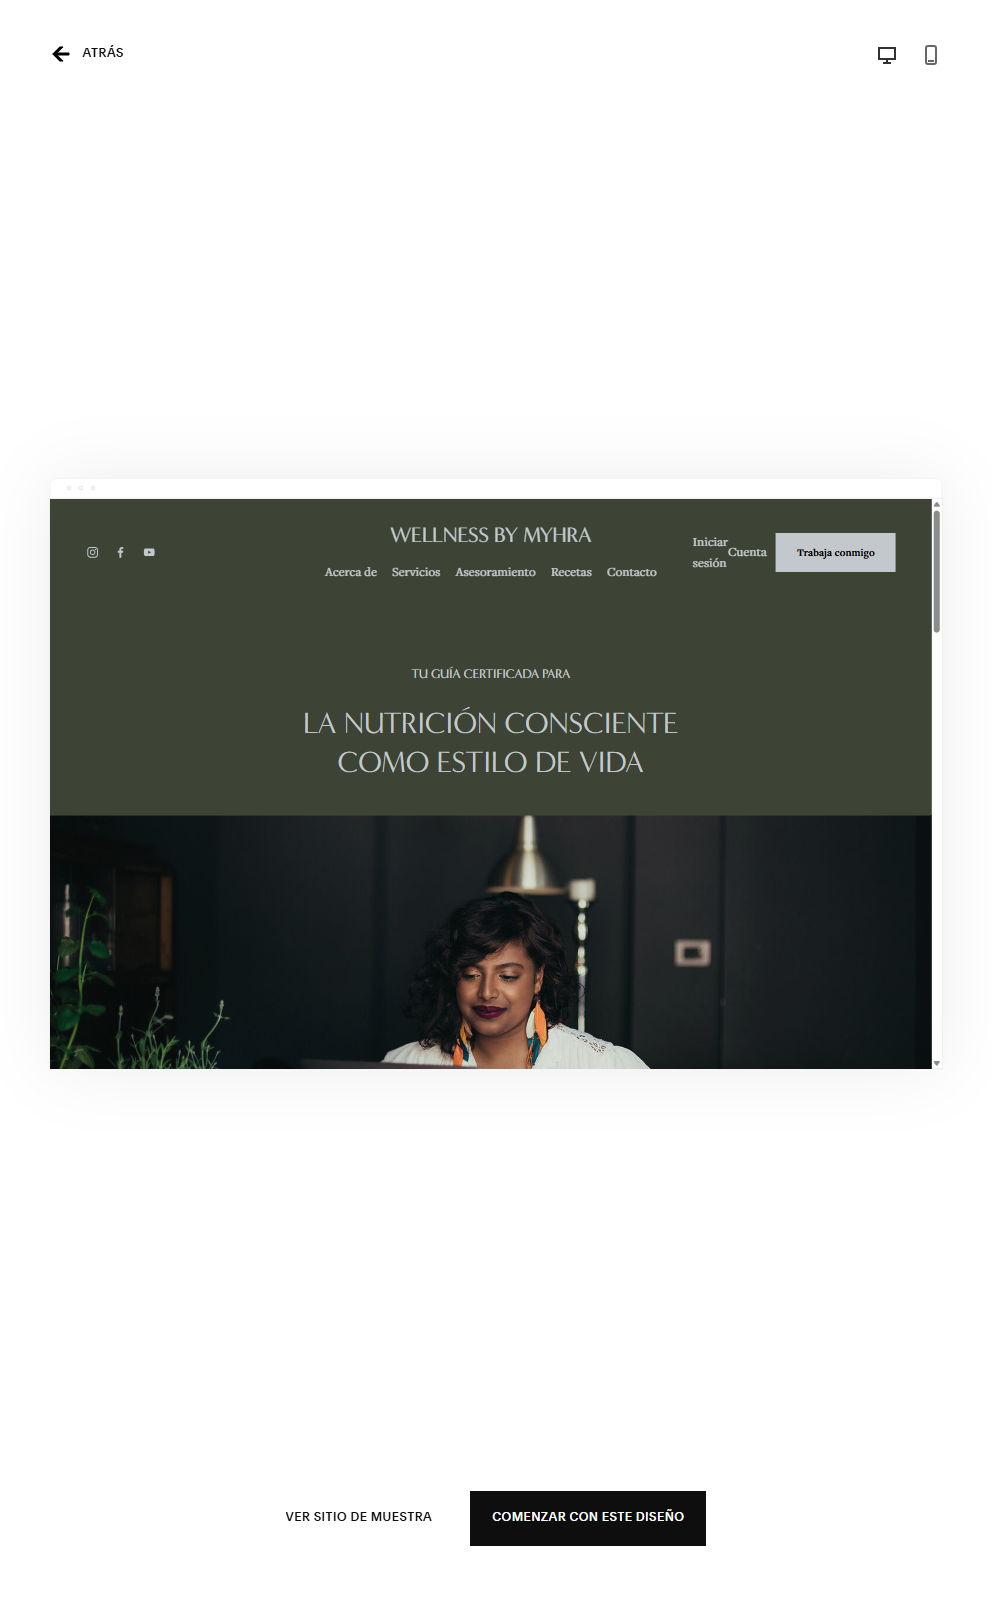 ATRÁS
WELLNESS BY MYHRA
Acerca de Servicios Asesoramiento Recetas Contacto
Iniciar
sesión
Cuenta
Trabaja conmigo
TU GUÍA CERTIFICADA PARA
LA NUTRICIÓN CONSCIENTE
COMO ESTILO DE VIDA
VER SITIO DE MUESTRA
COMENZAR CON ESTE DISEÑO